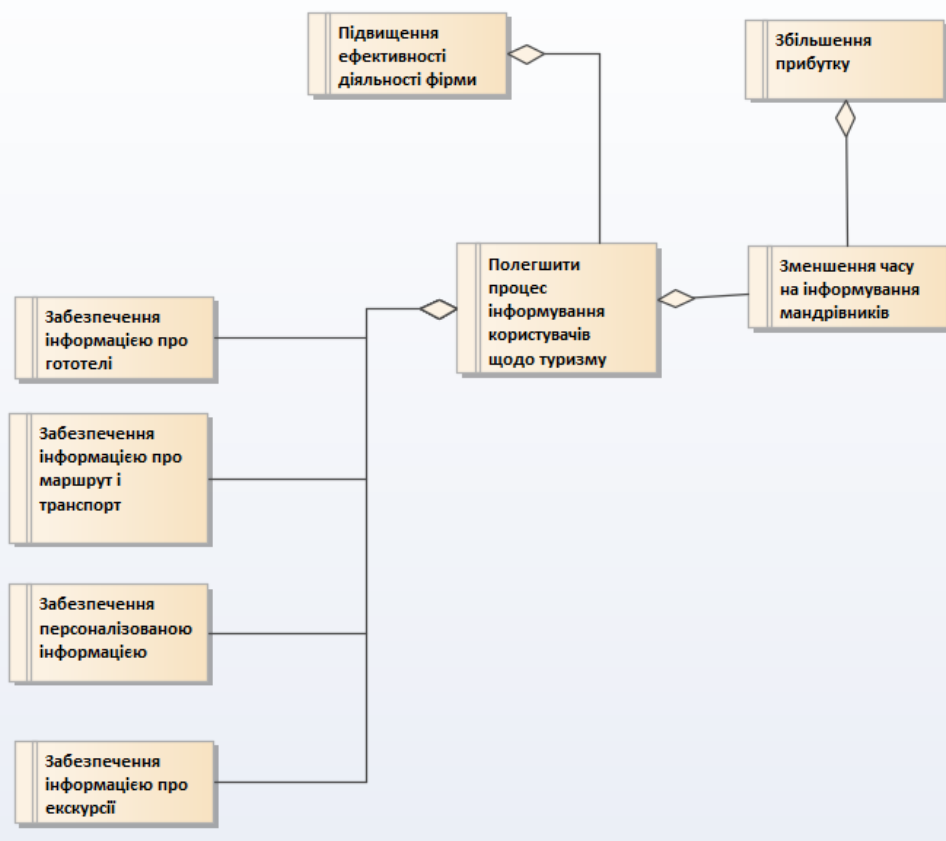 Підвищення
ефективності
діяльності фірми
Збільшення
прибутку
Полегшити
процес
інформування
користувачів
щодо туризму
Зменшення часу
на інформування
мандрівників
Забезпечення
інформацією про
гототелі
Забезпечення
інформацією про
маршрут і
транспорт
Забезпечення
персоналізованою
інформацією
Забезпечення
інформацією про
екскурсії